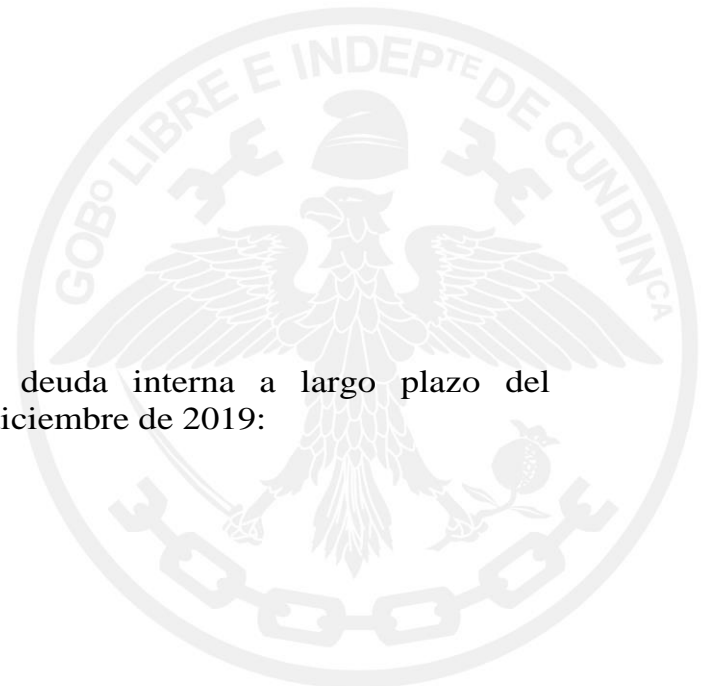 GOBº LIBRE E INDEPTE DE CUNDINCA
deuda interna a largo plazo del
iciembre de 2019: